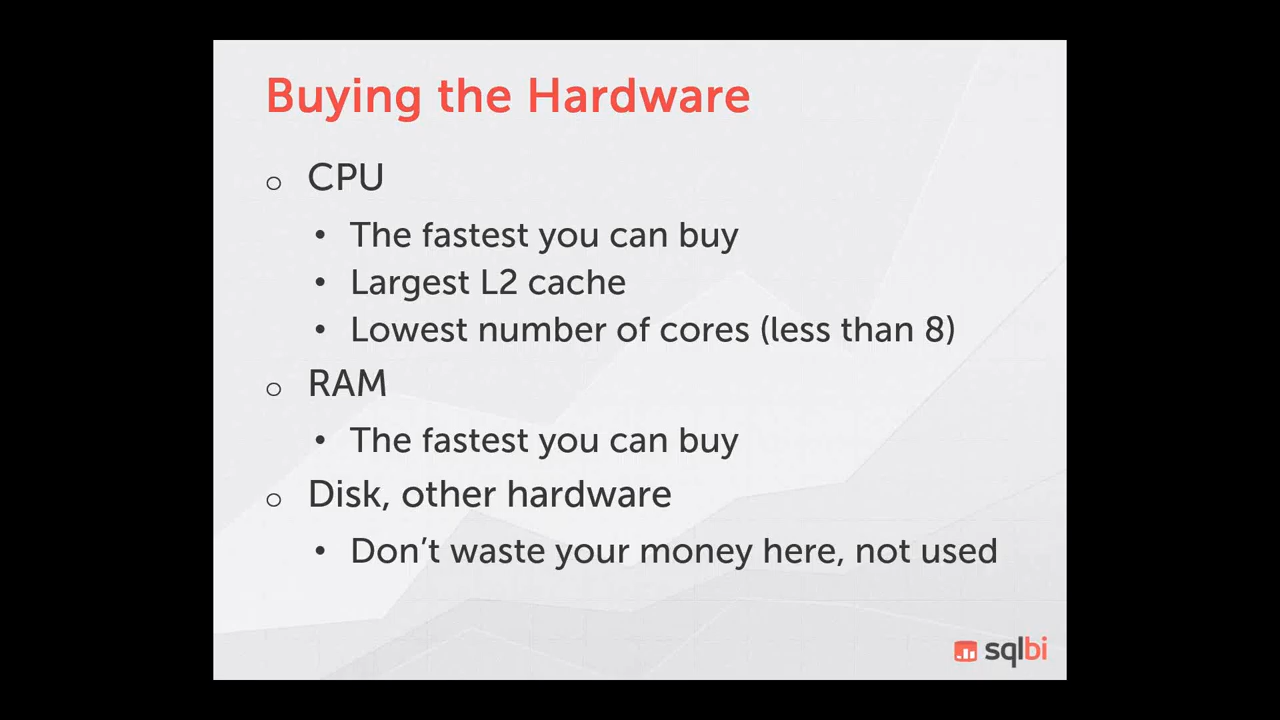 Buying the Hardware
o CPU
• The fastest you can buy
• Largest L2 cache
• Lowest number of cores (less than 8)
o RAM
• The fastest you can buy
o Disk, other hardware
• Don’t waste your money here, not used
sqlbi